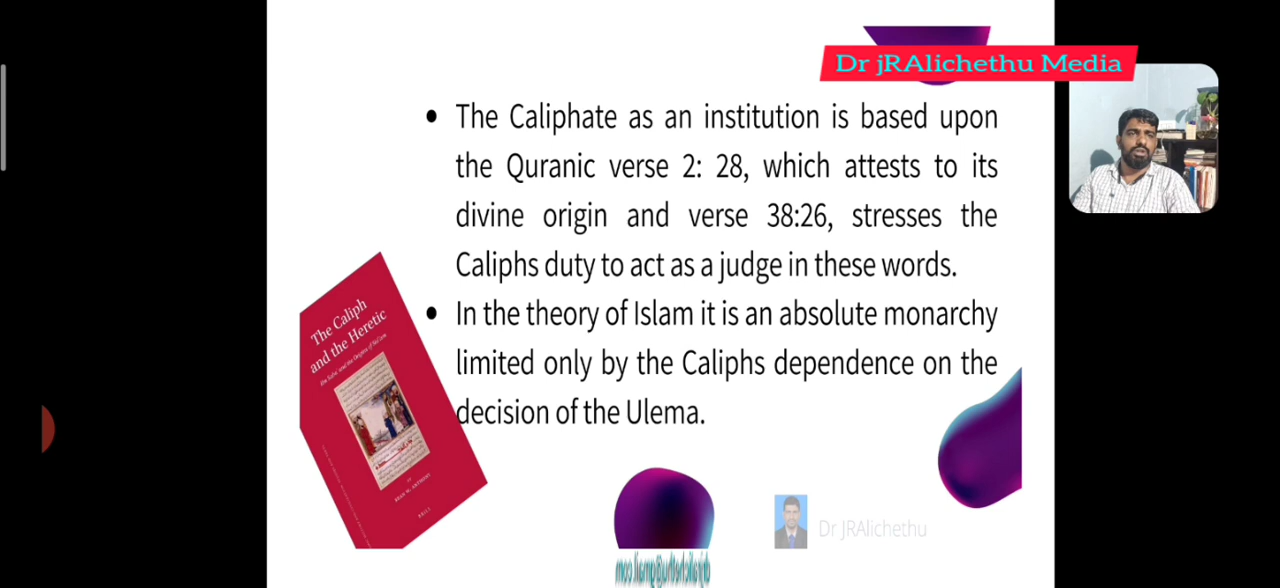 Dr jRAlichethu Media
• The Caliphate as an institution is based upon
the Quranic verse 2: 28, which attests to its
divine origin and verse 38:26, stresses the
Caliphs duty to act as a judge in these words.
• In the theory of Islam it is an absolute monarchy
limited only by the Caliphs dependence on the
decision of the Ulema.
The Caliph
and the Heretic
SEAN W. ANTHONY
BRILL
Dr JRAlichethu